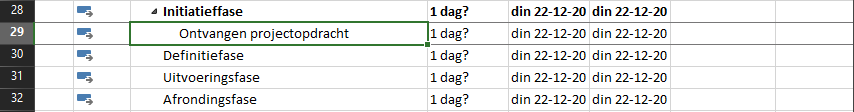 28 Initiatieffase 1 dag? din 22-12-20 din 22-12-20
29 Ontvangen projectopdracht 1 dag? din 22-12-20 din 22-12-20
30 Definitiefase 1 dag? din 22-12-20 din 22-12-20
31 Uitvoeringsfase 1 dag? din 22-12-20 din 22-12-20
32 Afrondingsfase 1 dag? din 22-12-20 din 22-12-20